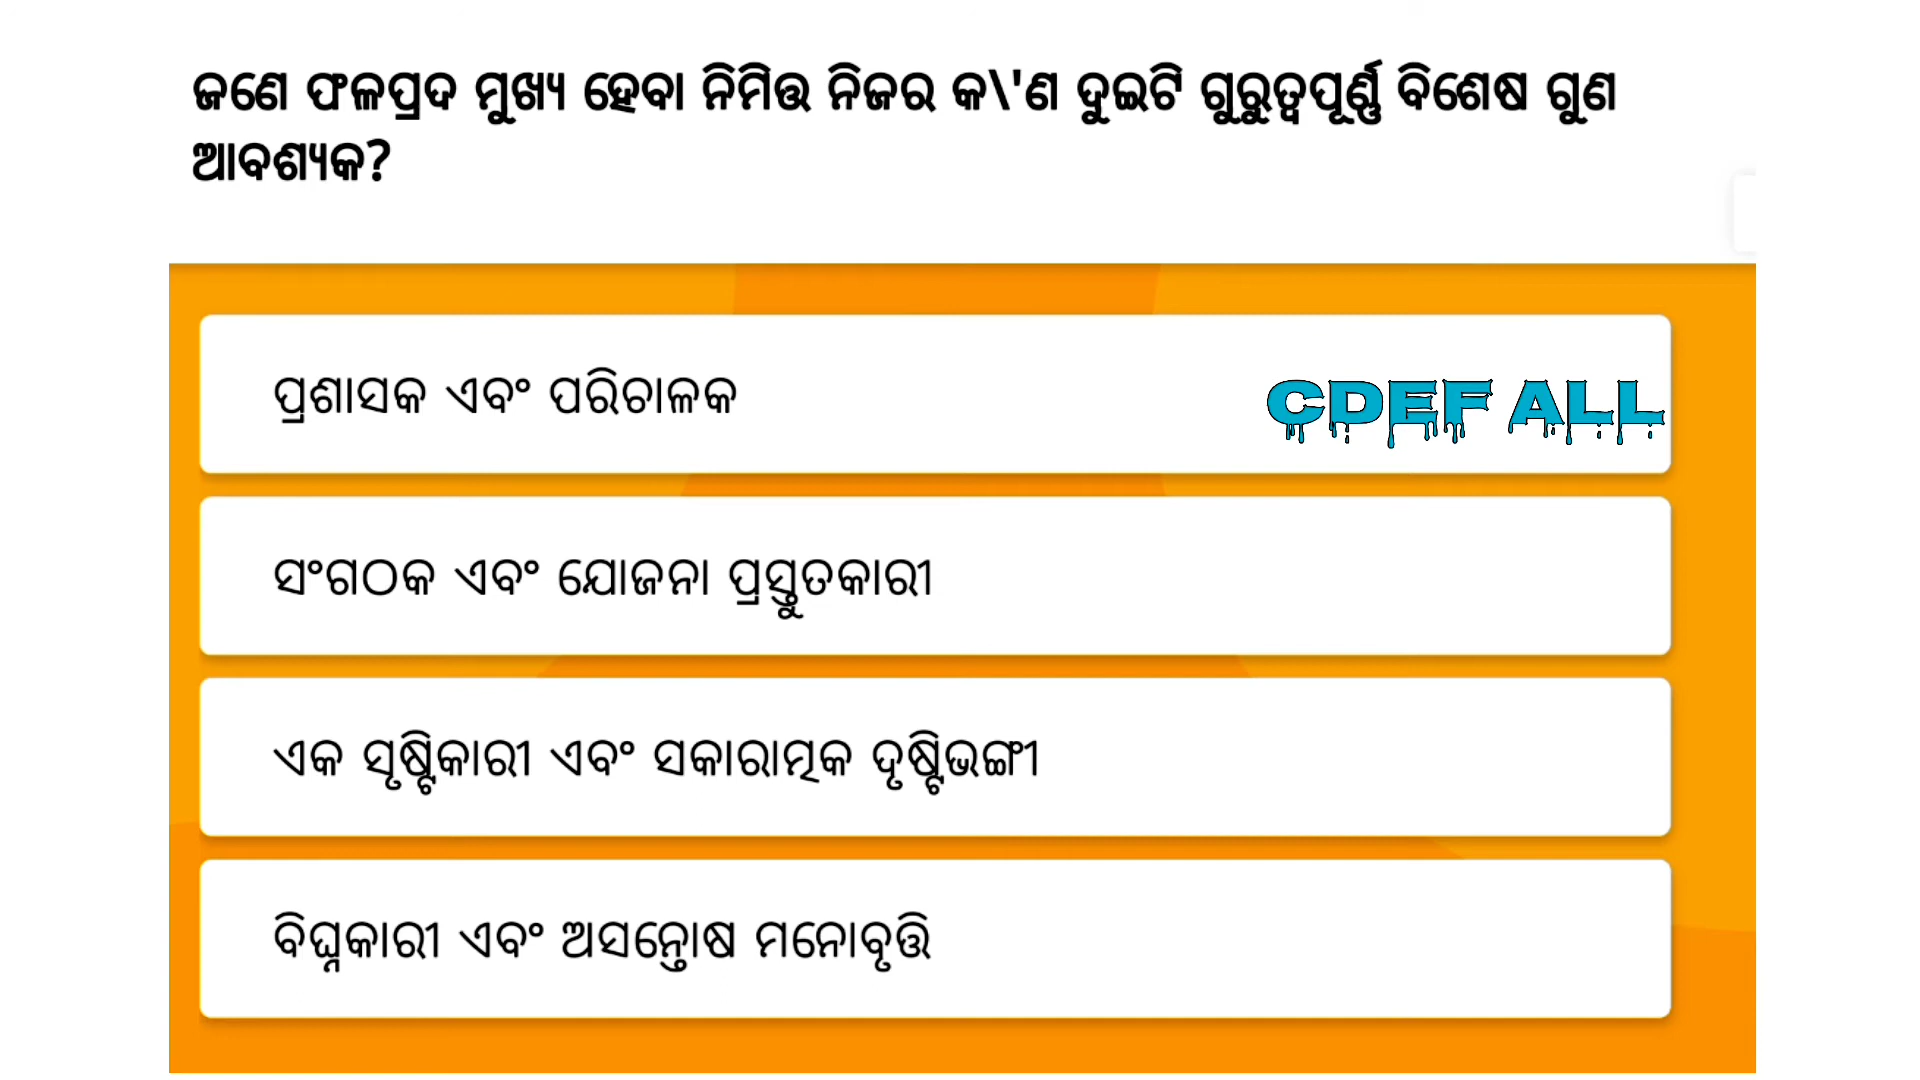 ଜଣେ ଫଳପ୍ରଦ ମୁଖ୍ୟ ହେବା ନିମିତ୍ତ ନିଜର କ\'ଣ ଦୁଇଟି ଗୁରୁତ୍ୱପୂର୍ଣ୍ଣ ବିଶେଷ ଗୁଣ
ଆବଶ୍ୟକ?
ପ୍ରଶାସକ ଏବଂ ପରିଚାଳକ
CDEF ALL
ସଂଗଠକ ଏବଂ ଯୋଜନା ପ୍ରସ୍ତୁତକାରୀ
ଏକ ସୃଷ୍ଟିକାରୀ ଏବଂ ସକାରାତ୍ମକ ଦୃଷ୍ଟିଭଙ୍ଗୀ
ବିଘ୍ନକାରୀ ଏବଂ ଅସନ୍ତୋଷ ମନୋବୃତ୍ତି